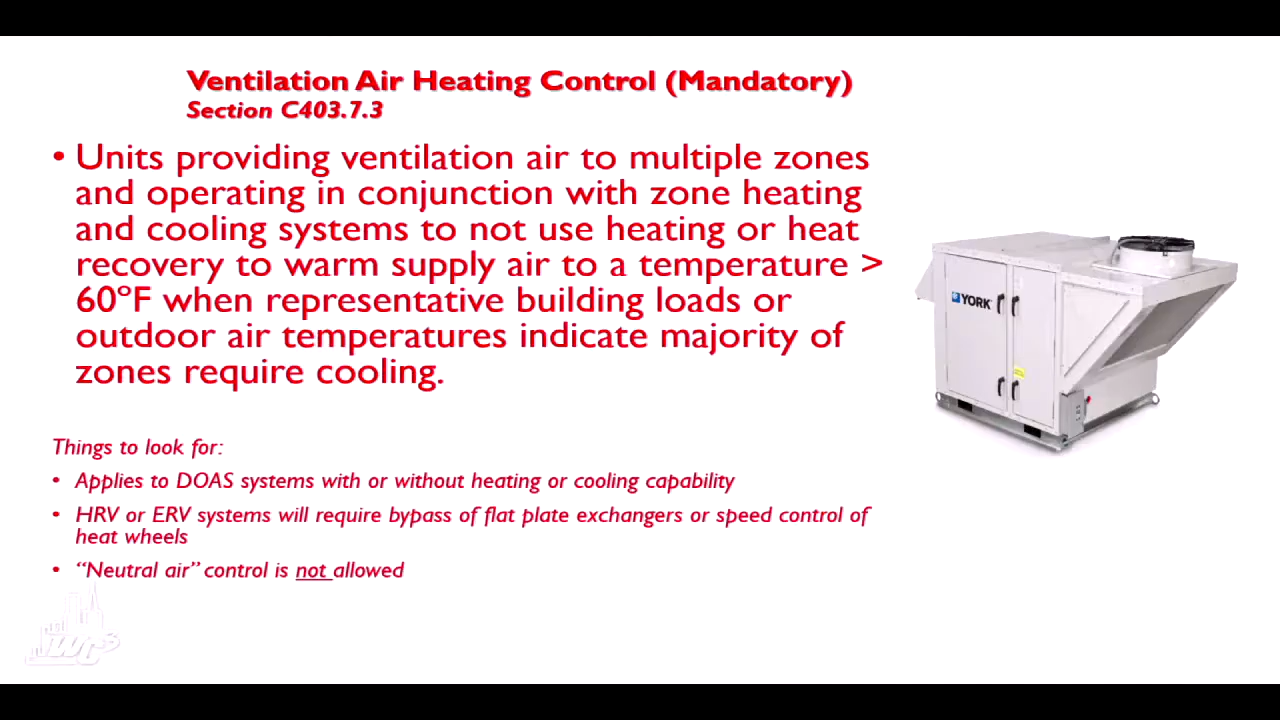 Ventilation Air Heating Control (Mandatory)
Section C403.7.3
• Units providing ventilation air to multiple zones
and operating in conjunction with zone heating
and cooling systems to not use heating or heat
recovery to warm supply air to a temperature >
60°F when representative building loads or
outdoor air temperatures indicate majority of
zones require cooling.
YORK
Things to look for:
• Applies to DOAS systems with or without heating or cooling capability
• HRV or ERV systems will require bypass of flat plate exchangers or speed control of
heat wheels
• “Neutral air” control is not allowed